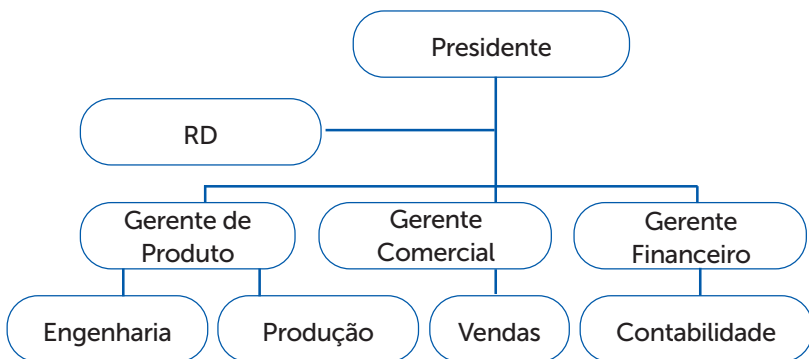 Presidente
RD
Gerente de
Produto
Gerente
Comercial
Gerente
Financeiro
Engenharia
Produção
Vendas
Contabilidade